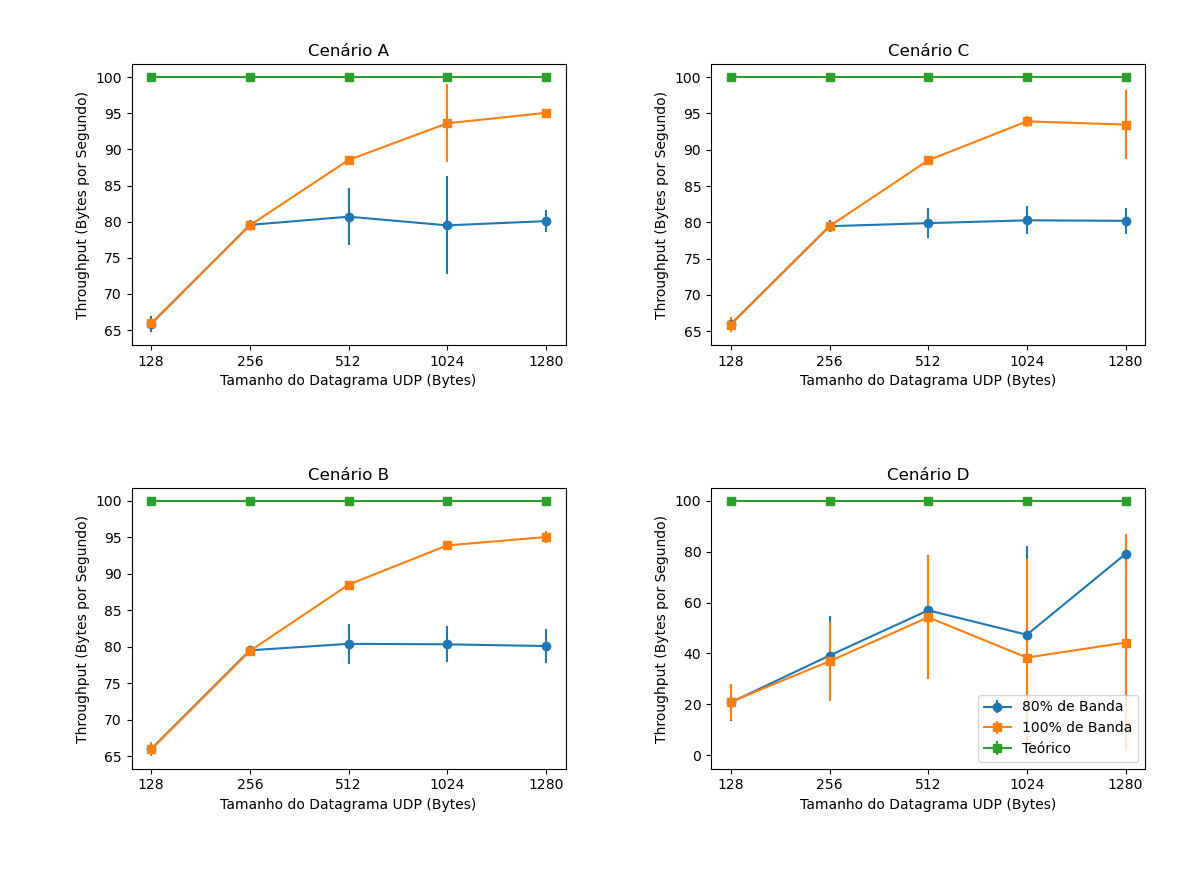 Cenário A
Throughput (Bytes por Segundo)
100
95
90
85
80
75
70
65
128 256 512 1024 1280
Tamanho do Datagrama UDP (Bytes)
Cenário C
Throughput (Bytes por Segundo)
100
95
90
85
80
75
70
65
128 256 512 1024 1280
Tamanho do Datagrama UDP (Bytes)
Cenário B
Throughput (Bytes por Segundo)
100
95
90
85
80
75
70
65
128 256 512 1024 1280
Tamanho do Datagrama UDP (Bytes)
Cenário D
Throughput (Bytes por Segundo)
100
80
60
40
20
0
80% de Banda
100% de Banda
Teórico
128 256 512 1024 1280
Tamanho do Datagrama UDP (Bytes)